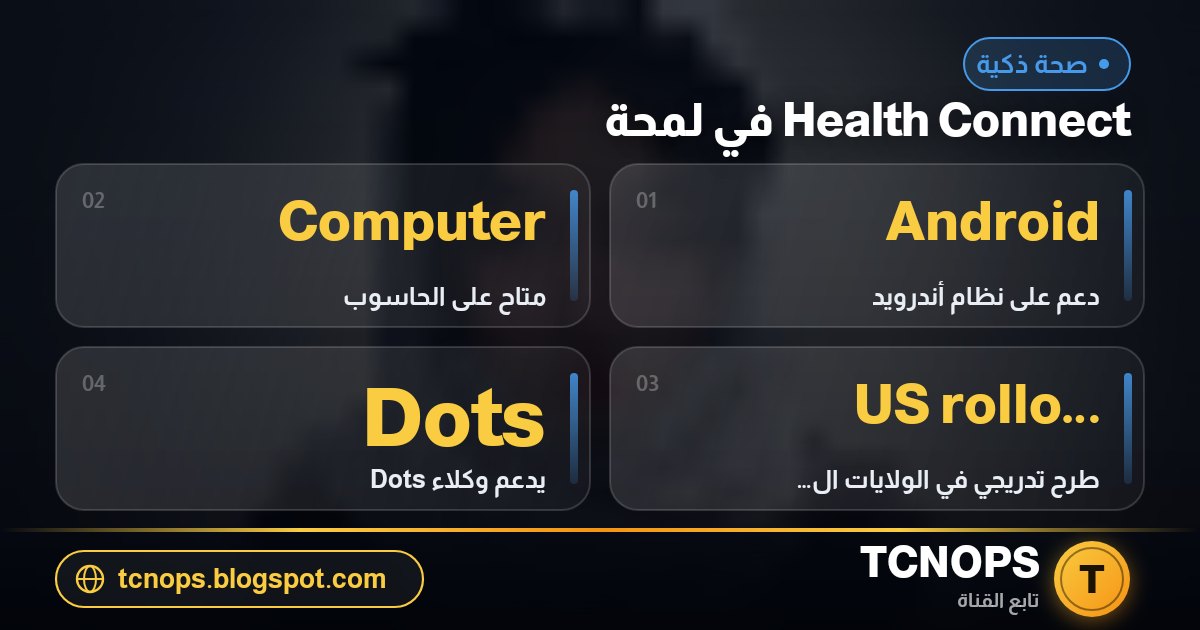 صحة ذكية
Health Connect في لمحة
01
Android
دعم على نظام أندرويد
02
Computer
متاح على الحاسوب
03
US rollo...
طرح تدريجي في الولايات ال...
04
Dots
يدعم وكلاء Dots
TCNOPS
تابع القناة
T
tcnops.blogspot.com